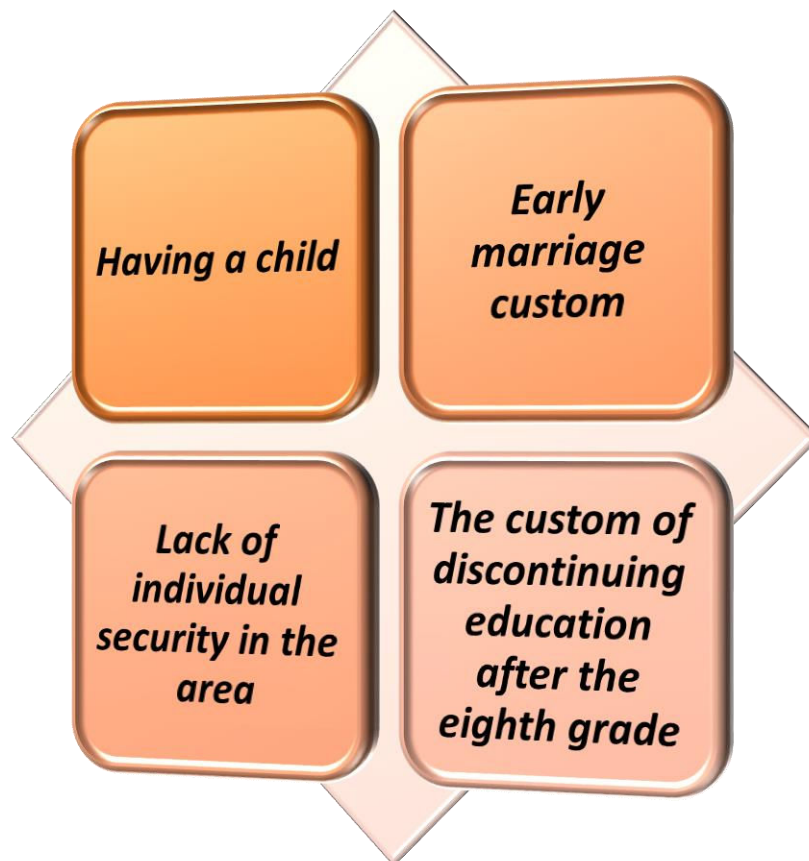 Having a child
Early
marriage
custom
Lack of
individual
security in the
area
The custom of
discontinuing
education
after the
eighth grade